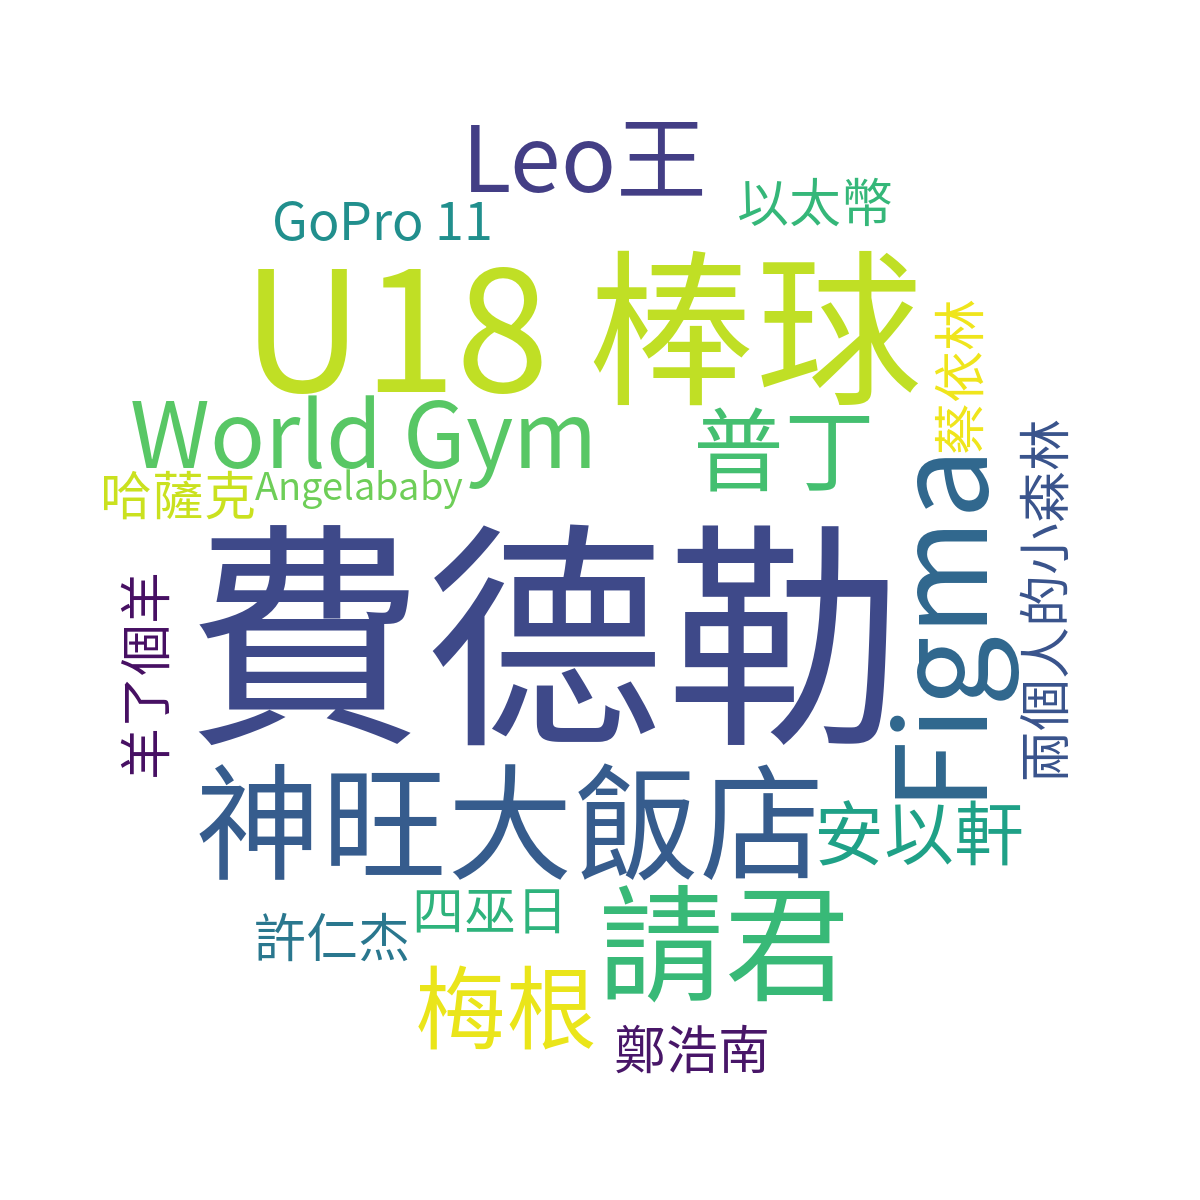 Leo王
以太幣
GoPro 11
U18 棒球
蔡依林
World Gym
普丁
兩個人的小森林
哈薩克
Angelababy
Figma
費德勒
羊了個羊
神旺大飯店
安以軒
四巫日
請君
許仁杰
梅根
鄭浩南